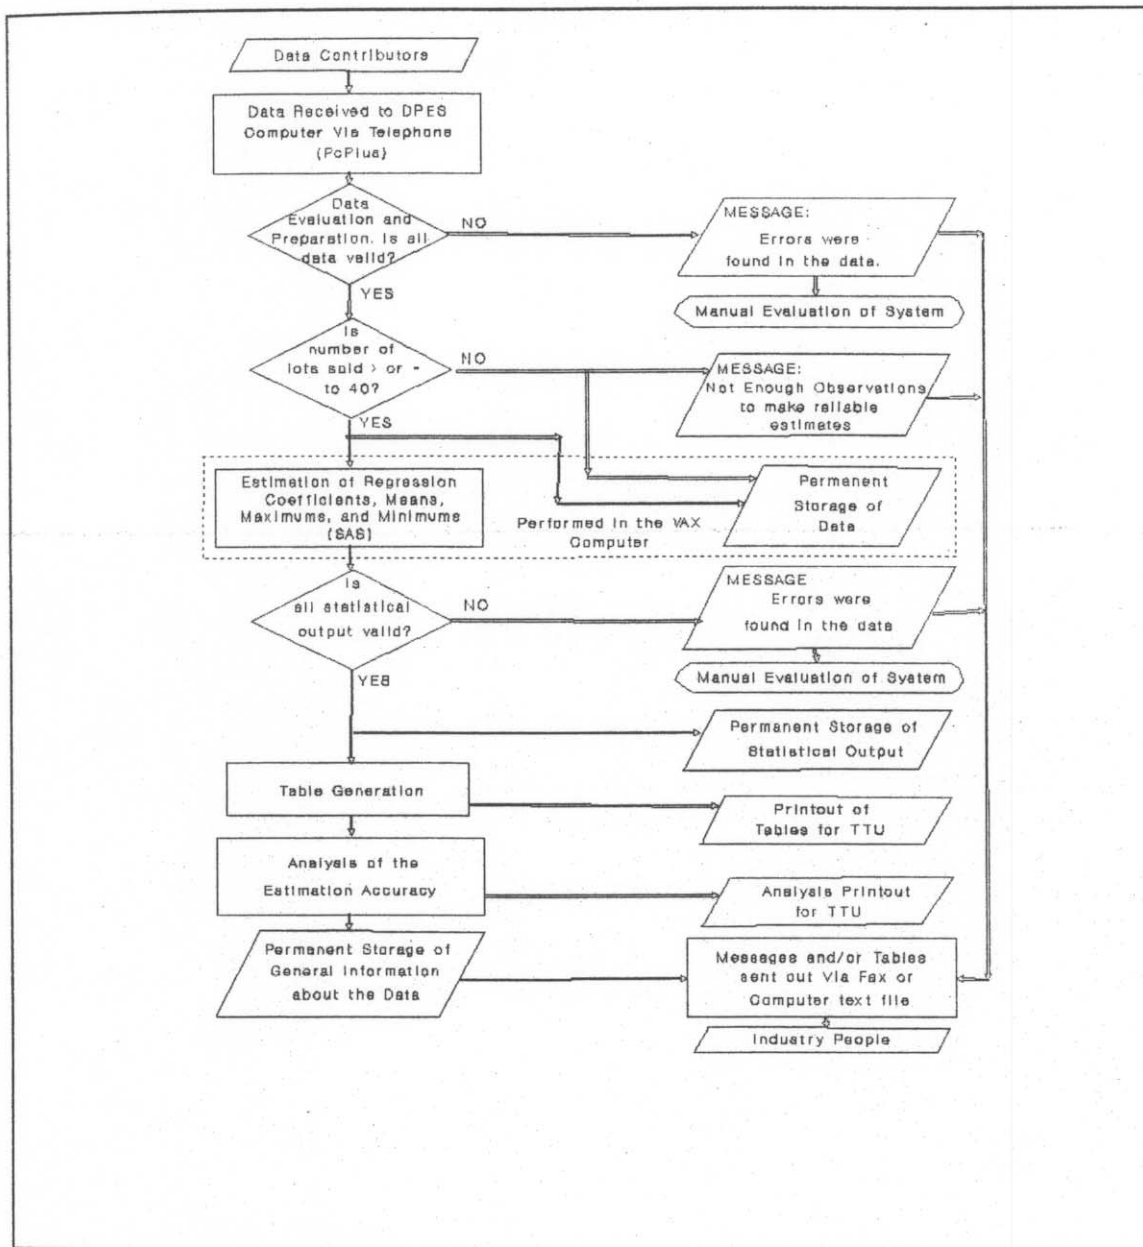 Data Contributors
Data Received to DPES
Computer Via Telephone
(PcPlus)
Data
Evaluation and
Preparation. Is all
data valid?
NO
YES
MESSAGE:
Errors were
found in the data.
Manual Evaluation of System
Is
number of
lots sold > or =
to 40?
NO
YES
MESSAGE:
Not Enough Observations
to make reliable
estimates
Estimation of Regression
Coefficients, Means,
Maximums, and Minimums
(SAS)
Performed in the VAX
Computer
Permanent
Storage of
Data
Is
all statistical
output valid?
NO
YES
MESSAGE
Errors were
found in the data
Manual Evaluation of System
Permanent Storage of
Statistical Output
Table Generation
Printout of
Tables for TTU
Analysis of the
Estimation Accuracy
Analysis Printout
for TTU
Permanent Storage of
General Information
about the Data
Messages and/or Tables
sent out Via Fax or
Computer text file
Industry People